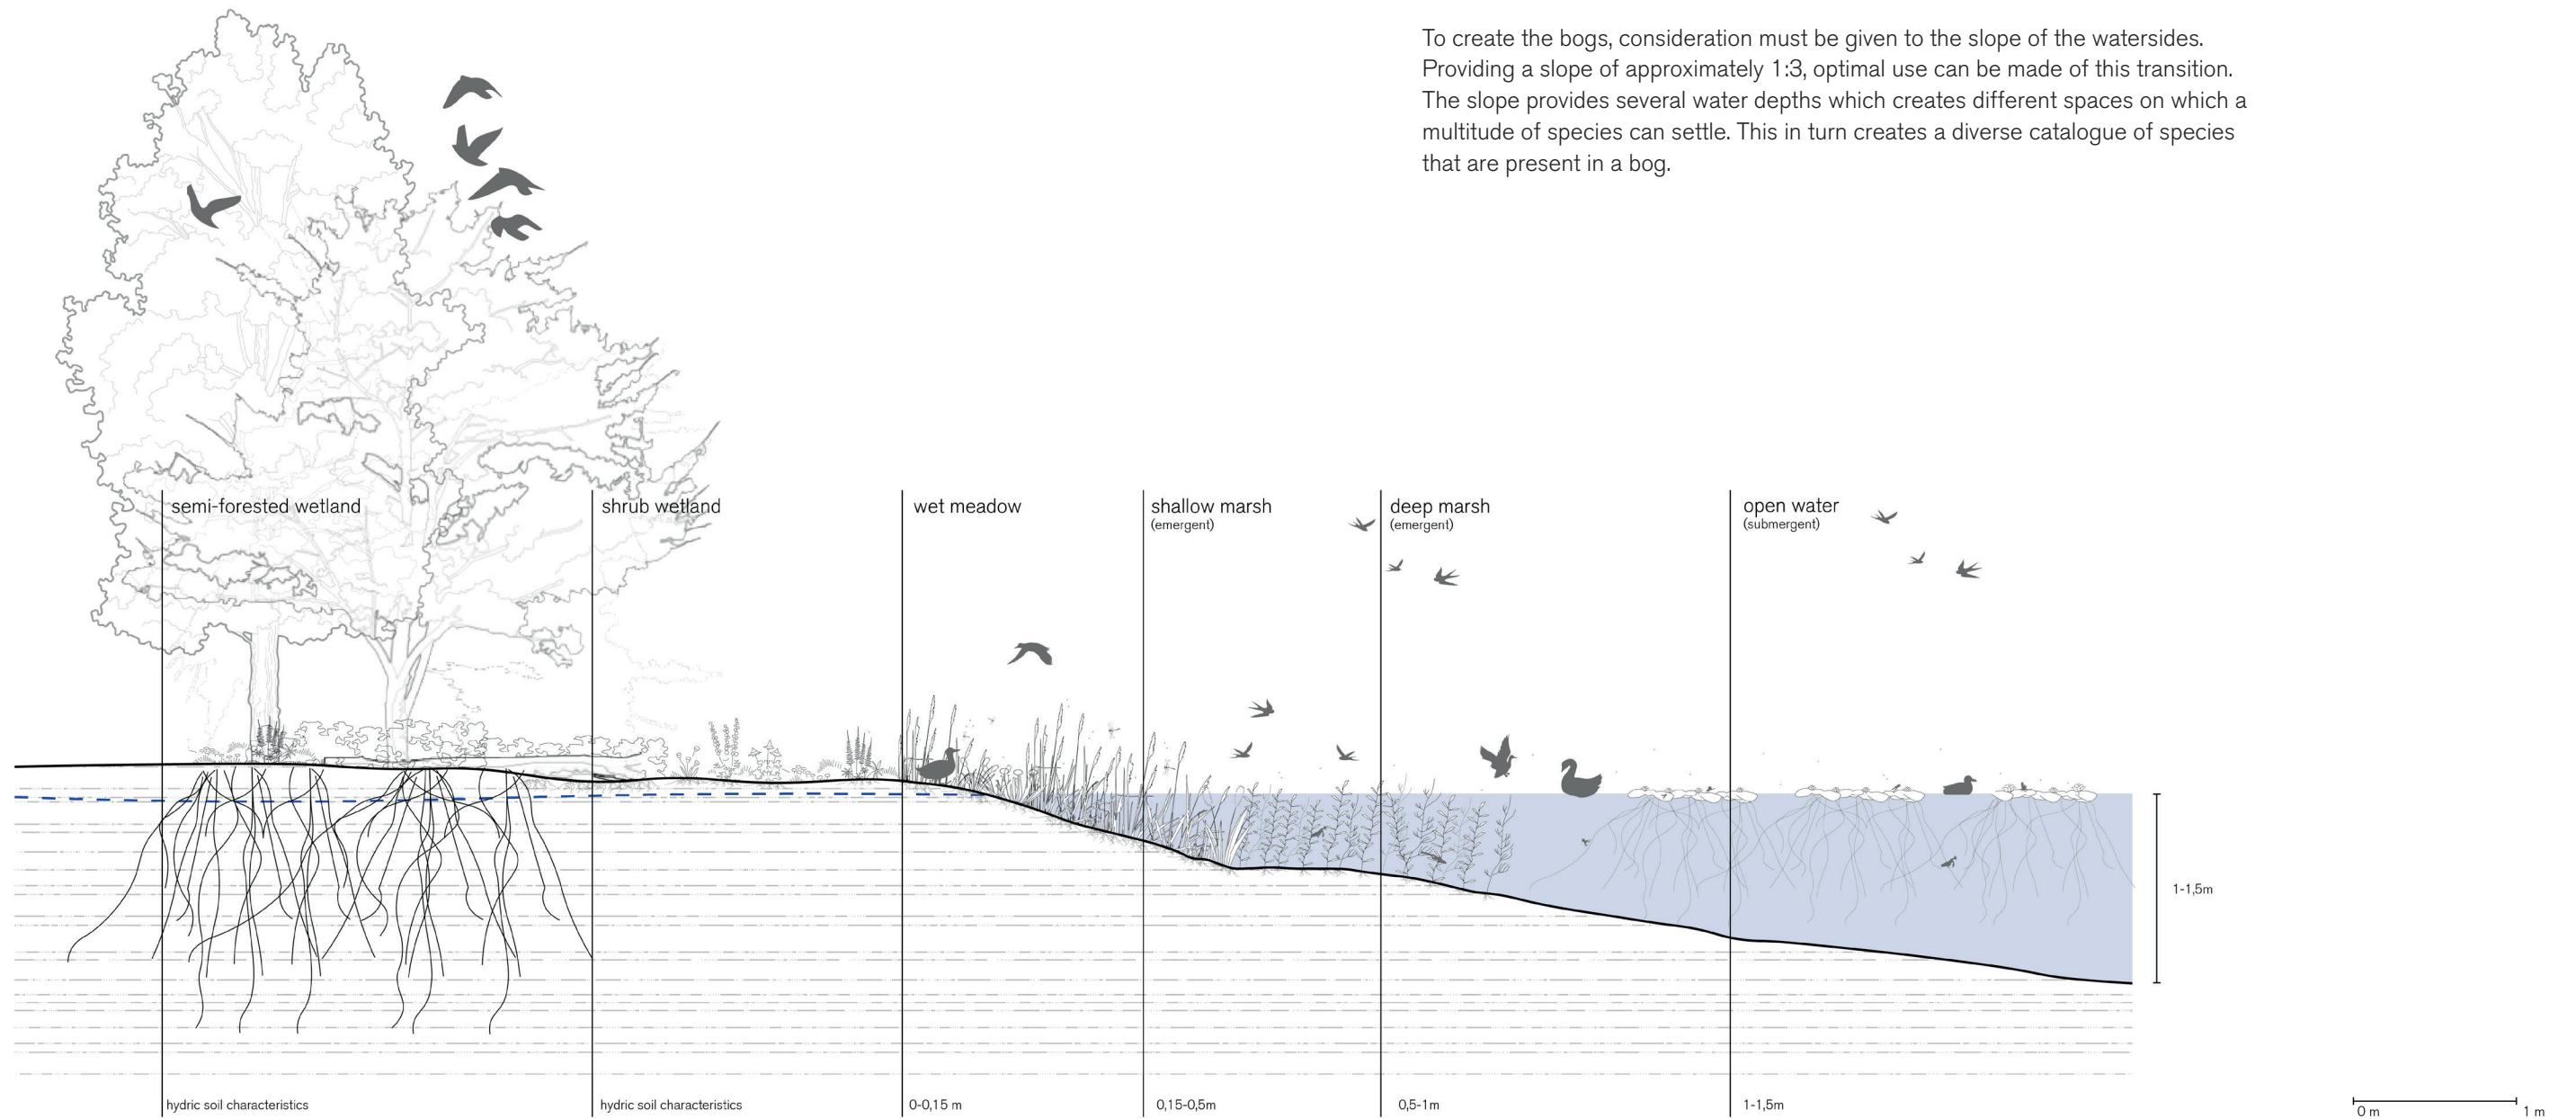 To create the bogs, consideration must be given to the slope of the watersides.
Providing a slope of approximately 1:3, optimal use can be made of this transition.
The slope provides several water depths which creates different spaces on which a
multitude of species can settle. This in turn creates a diverse catalogue of species
that are present in a bog.
semi-forested wetland
shrub wetland
wet meadow
shallow marsh
(emergent)
deep marsh
(emergent)
open water
(submergent)
1-1,5m
hydric soil characteristics
hydric soil characteristics
0-0,15 m
0,15-0,5m
0,5-1m
1-1,5m
0 m
1 m